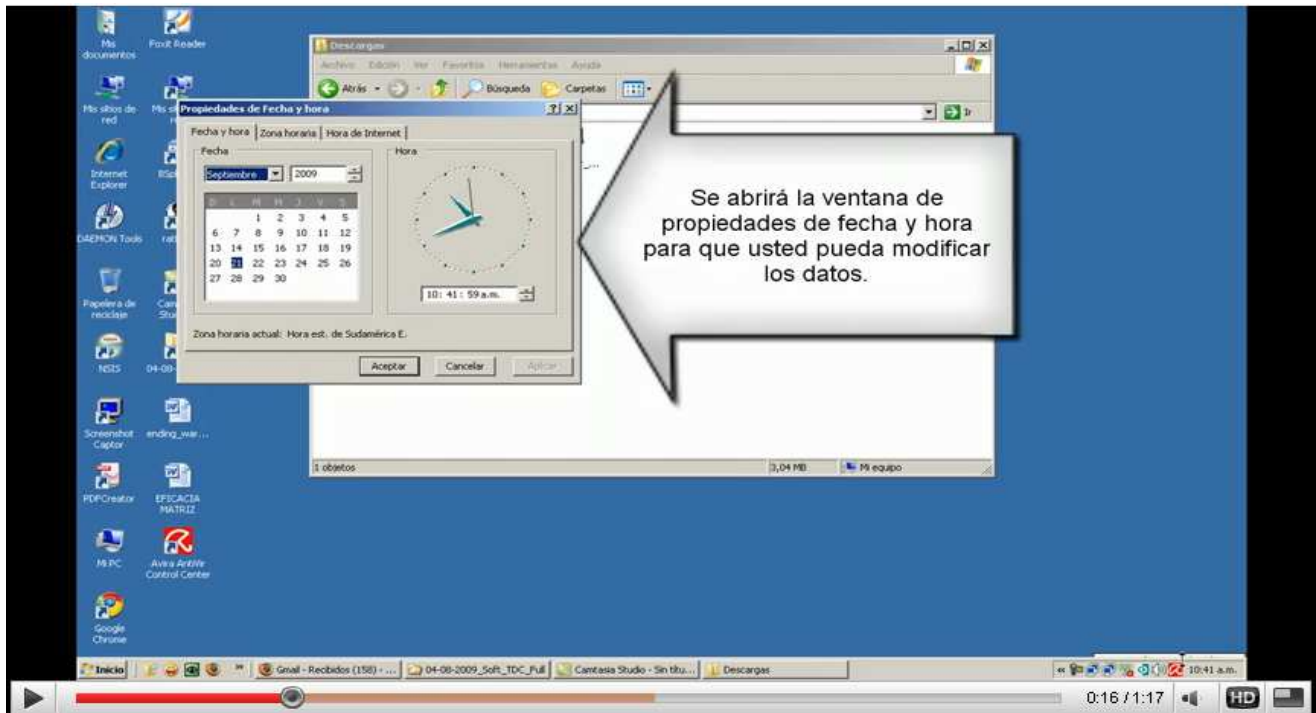 Mis
documentos
Foxit Reader
Mis sitios de
red
Internet
Explorer
DAEMON Tools
Papelera de
reciclaje
NSIS
04-08-
Screenshot
Captor
ending_war...
PDFCreator
EFICACIA
MATRIZ
Mi PC
Avira AntiVir
Control Center
Google
Chrome
Descargas
Archivo Edición Ver Favoritos Herramientas Ayuda
Atrás
Búsqueda
Carpetas
Ir
Propiedades de Fecha y hora
Fecha y hora
Zona horaria
Hora de Internet
Fecha
Septiembre
2009
D L M M J V S
1 2 3 4 5
6 7 8 9 10 11 12
13 14 15 16 17 18 19
20 21 22 23 24 25 26
27 28 29 30
Hora
10: 41: 59 a.m.
Zona horaria actual: Hora est. de Sudamérica E.
Aceptar
Cancelar
Aplicar
Se abrirá la ventana de
propiedades de fecha y hora
para que usted pueda modificar
los datos.
1 objetos
3,04 MB
Mi equipo
Inicio
Gmail - Recibidos (158) - ...
04-08-2009_Soft_TDC_Full
Camtasia Studio - Sin títu...
Descargas
10:41 a.m.
0:16 / 1:17
HD